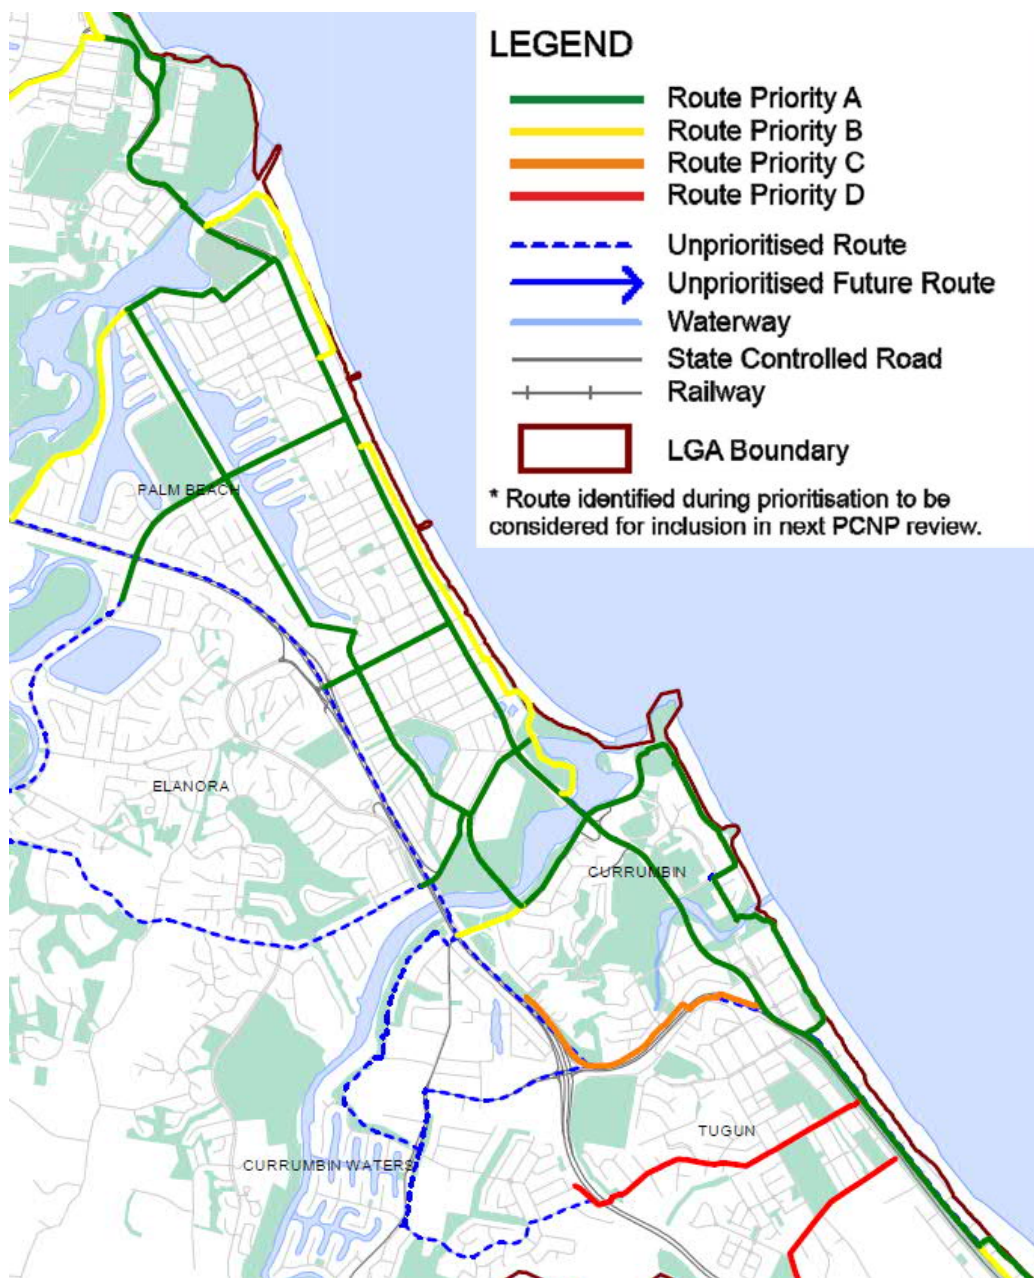 LEGEND
Route Priority A
Route Priority B
Route Priority C
Route Priority D
Unprioritised Route
Unprioritised Future Route
Waterway
State Controlled Road
Railway
LGA Boundary
* Route identified during prioritisation to be
considered for inclusion in next PCNP review.
PALM BEACH
ELANORA
CURRUMBIN
TUGUN
CURRUMBIN WATERS